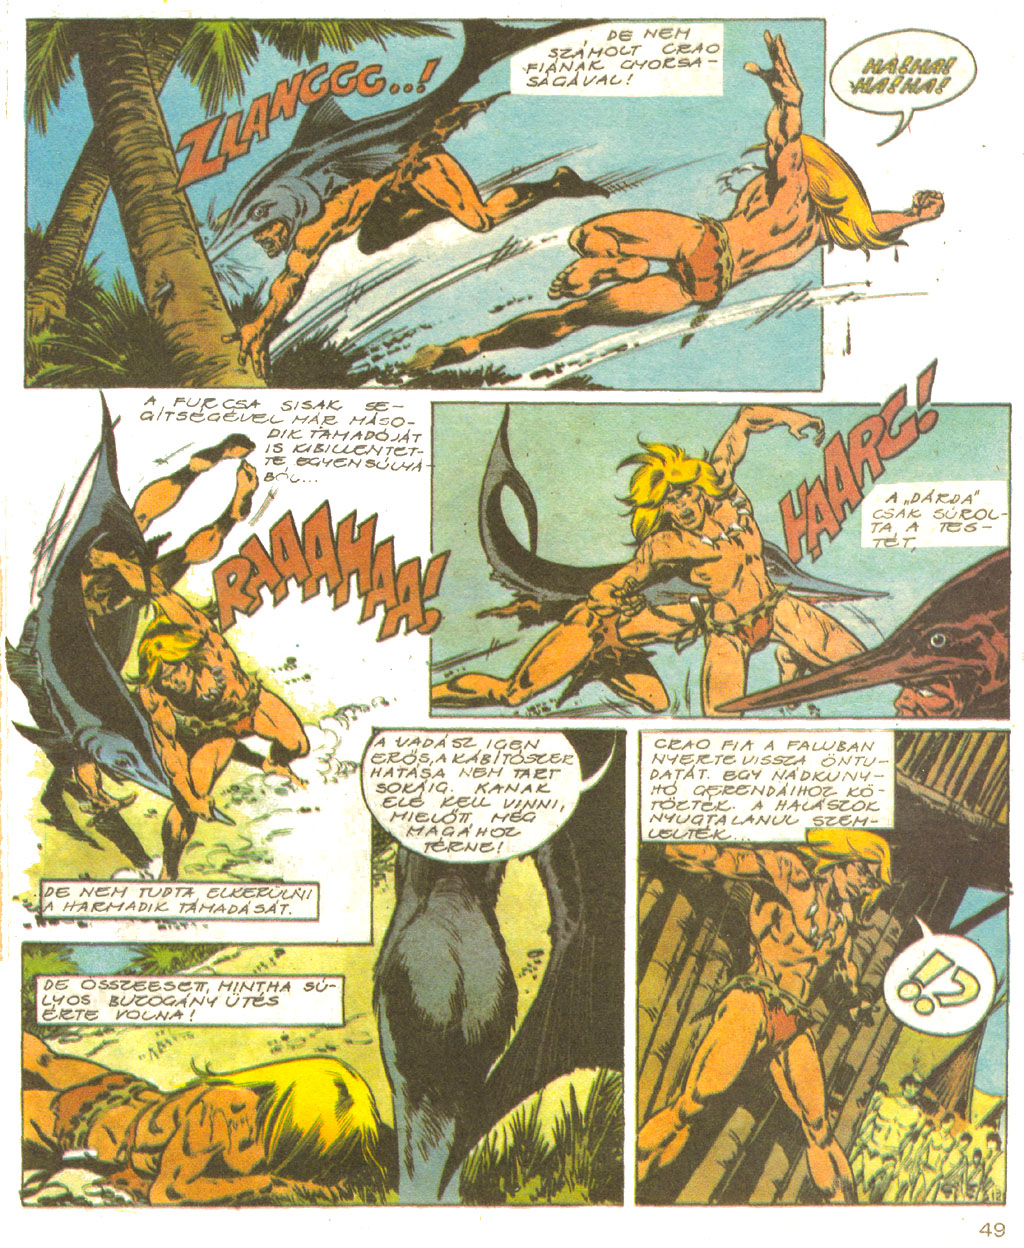 ZLANGGG..!
DE NEM
SZÁMOLT CRAO
FIÁNAK GYORSA-
SÁGÁVAL!
HA!HA!
HA!HA!
A FURCSA SISAK SE-
GÍTSÉGÉVEL MÁR MÁSO-
DIK TÁMADÓJÁT
IS KIBILLENTET-
TE EGYENSÚLYÁ-
BÓL...
RAAAHAA!
DE NEM TUDTA ELKERÜLNI
A HARMADIK TÁMADÁSÁT.
HAARG!
A „DÁRDA”
CSAK SÚROL-
TA A TES-
TÉT,
DE ÖSSZEESETT, MINTHA SÚ-
LYOS BUZOGÁNYÜTÉS
ÉRTE VOLNA!
A VADÁSZ IGEN
ERŐS, A KÁBÍTÓSZER
HATÁSA NEM TART
SOKÁIG. KANAK
ELÉ KELL VINNI,
MIELŐTT MÉG
MAGÁHOZ
TÉRNE!
CRAO FIA A FALUBAN
NYERTE VISSZA ÖNTU-
DATÁT. EGY NÁDKUNY-
HÓ GERENDÁIHOZ KÖ-
TÖZTÉK. A HALÁSZOK
NYUGTALANUL SZEM-
LÉLTÉK...
!?
12
49